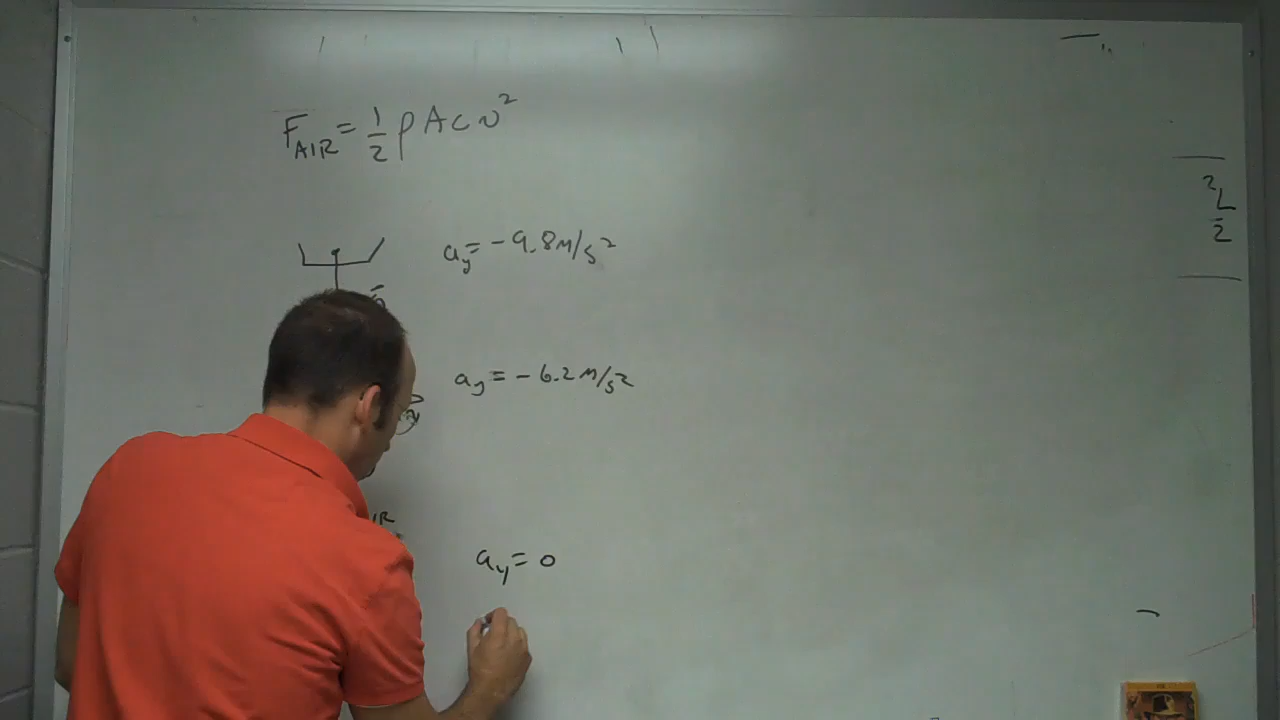 F_AIR = 1/2 ρAcv²
a_y = -9.8 M/s²
a_y = -6.2 M/s²
a_y = 0